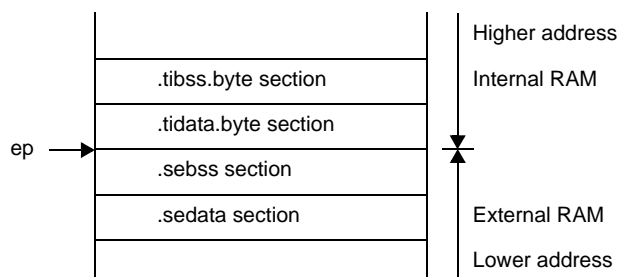 Higher address
.tibss.byte section
Internal RAM
.tidata.byte section
ep
.sebss section
.sedata section
External RAM
Lower address